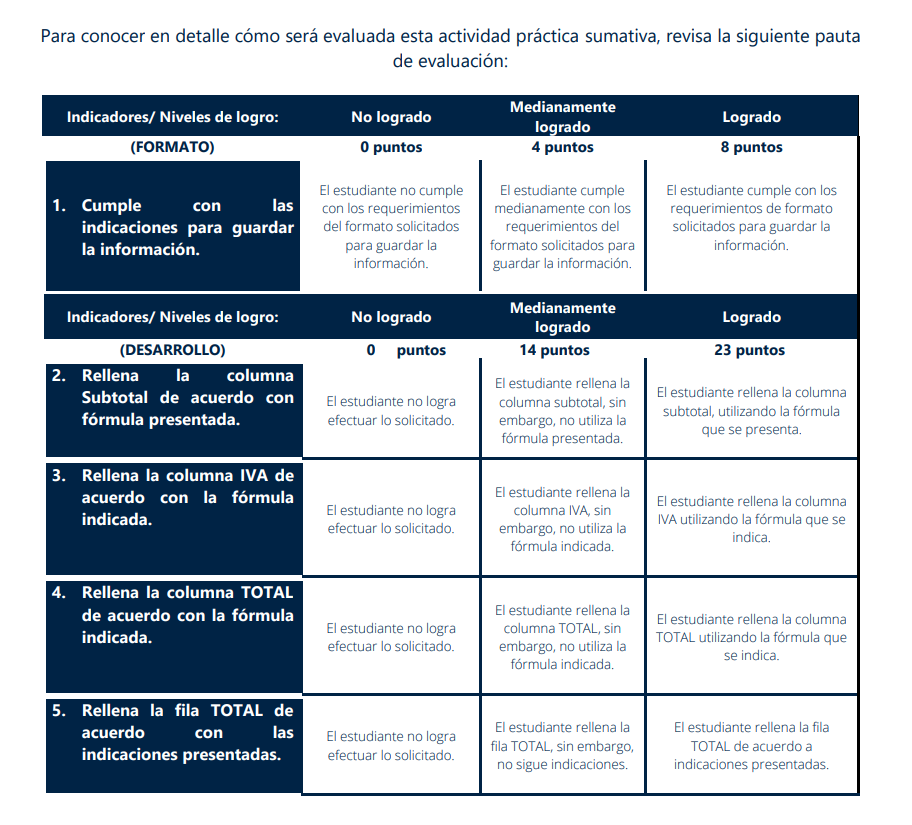 Para conocer en detalle cómo será evaluada esta actividad práctica sumativa, revisa la siguiente pauta
de evaluación:
Indicadores/ Niveles de logro:
No logrado
Medianamente
logrado
Logrado
(FORMATO)
0 puntos
4 puntos
8 puntos
1. Cumple con las
indicaciones para guardar
la información.
El estudiante no cumple
con los requerimientos
del formato solicitados
para guardar la
información.
El estudiante cumple
medianamente con los
requerimientos del
formato solicitados para
guardar la información.
El estudiante cumple con los
requerimientos de formato
solicitados para guardar la
información.
Indicadores/ Niveles de logro:
No logrado
Medianamente
logrado
Logrado
(DESARROLLO)
0 puntos
14 puntos
23 puntos
2. Rellena la columna
Subtotal de acuerdo con
fórmula presentada.
El estudiante no logra
efectuar lo solicitado.
El estudiante rellena la
columna subtotal, sin
embargo, no utiliza la
fórmula presentada.
El estudiante rellena la columna
subtotal, utilizando la fórmula
que se presenta.
3. Rellena la columna IVA de
acuerdo con la fórmula
indicada.
El estudiante no logra
efectuar lo solicitado.
El estudiante rellena la
columna IVA, sin
embargo, no utiliza la
fórmula indicada.
El estudiante rellena la columna
IVA utilizando la fórmula que se
indica.
4. Rellena la columna TOTAL
de acuerdo con la fórmula
indicada.
El estudiante no logra
efectuar lo solicitado.
El estudiante rellena la
columna TOTAL, sin
embargo, no utiliza la
fórmula indicada.
El estudiante rellena la columna
TOTAL utilizando la fórmula que
se indica.
5. Rellena la fila TOTAL de
acuerdo con las
indicaciones presentadas.
El estudiante no logra
efectuar lo solicitado.
El estudiante rellena la
fila TOTAL, sin embargo,
no sigue indicaciones.
El estudiante rellena la fila
TOTAL de acuerdo a
indicaciones presentadas.